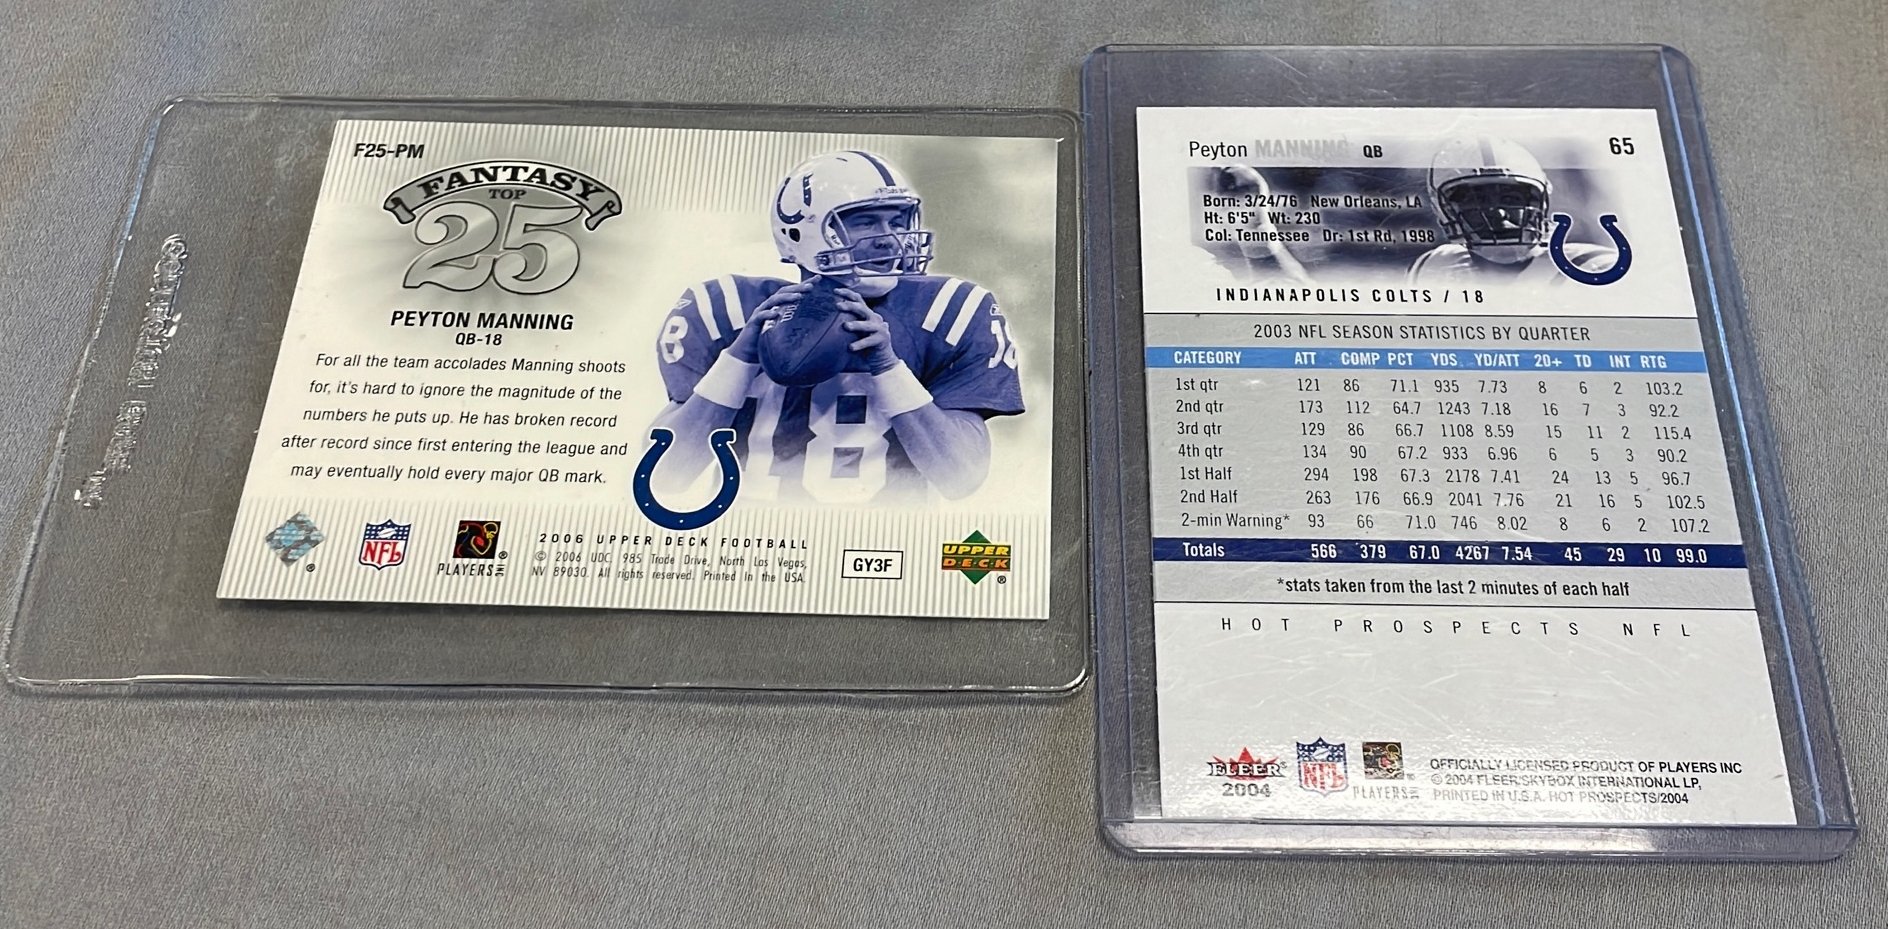 F25-PM
FANTASY
TOP
25
PEYTON MANNING
QB-18
For all the team accolades Manning shoots
for, it's hard to ignore the magnitude of the
numbers he puts up. He has broken record
after record since first entering the league and
may eventually hold every major QB mark.
18
18
18
NFL
PLAYERS INC
2006 UPPER DECK FOOTBALL
© 2006 UDC. 985 Trade Drive, North Las Vegas,
NV 89030. All rights reserved. Printed in the USA.
GY3F
UPPER
D·E·C·K
Peyton MANNING QB 65
Born: 3/24/76 New Orleans, LA
Ht: 6'5" Wt: 230
Col: Tennessee Dr: 1st Rd, 1998
INDIANAPOLIS COLTS / 18
2003 NFL SEASON STATISTICS BY QUARTER
CATEGORY ATT COMP PCT YDS YD/ATT 20+ TD INT RTG
1st qtr 121 86 71.1 935 7.73 8 6 2 103.2
2nd qtr 173 112 64.7 1243 7.18 16 7 3 92.2
3rd qtr 129 86 66.7 1108 8.59 15 11 2 115.4
4th qtr 134 90 67.2 933 6.96 6 5 3 90.2
1st Half 294 198 67.3 2178 7.41 24 13 5 96.7
2nd Half 263 176 66.9 2041 7.76 21 16 5 102.5
2-min Warning* 93 66 71.0 746 8.02 8 6 2 107.2
Totals 566 379 67.0 4267 7.54 45 29 10 99.0
*stats taken from the last 2 minutes of each half
HOT PROSPECTS NFL
FLEER
2004
NFL
PLAYERS INC
OFFICIALLY LICENSED PRODUCT OF PLAYERS INC
© 2004 FLEER/SKYBOX INTERNATIONAL LP,
PRINTED IN U.S.A. HOT PROSPECTS/2004